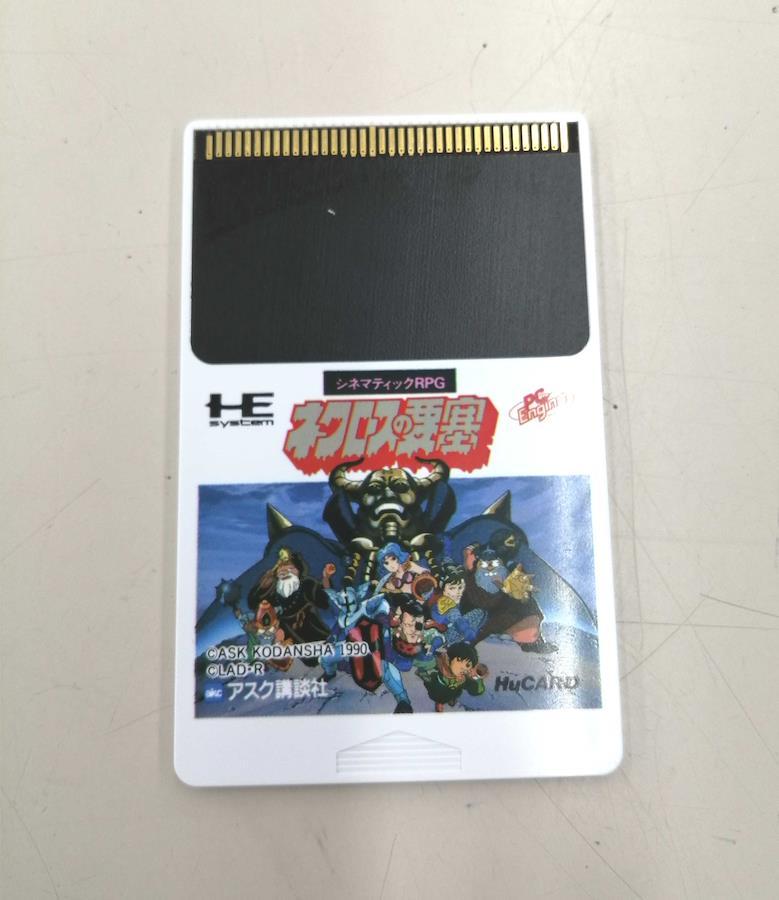 シネマティックRPG
HE
system
ネクロスの要塞
PC
Engine
©ASK KODANSHA 1990
©LAD・R
ask アスク講談社
HuCARD